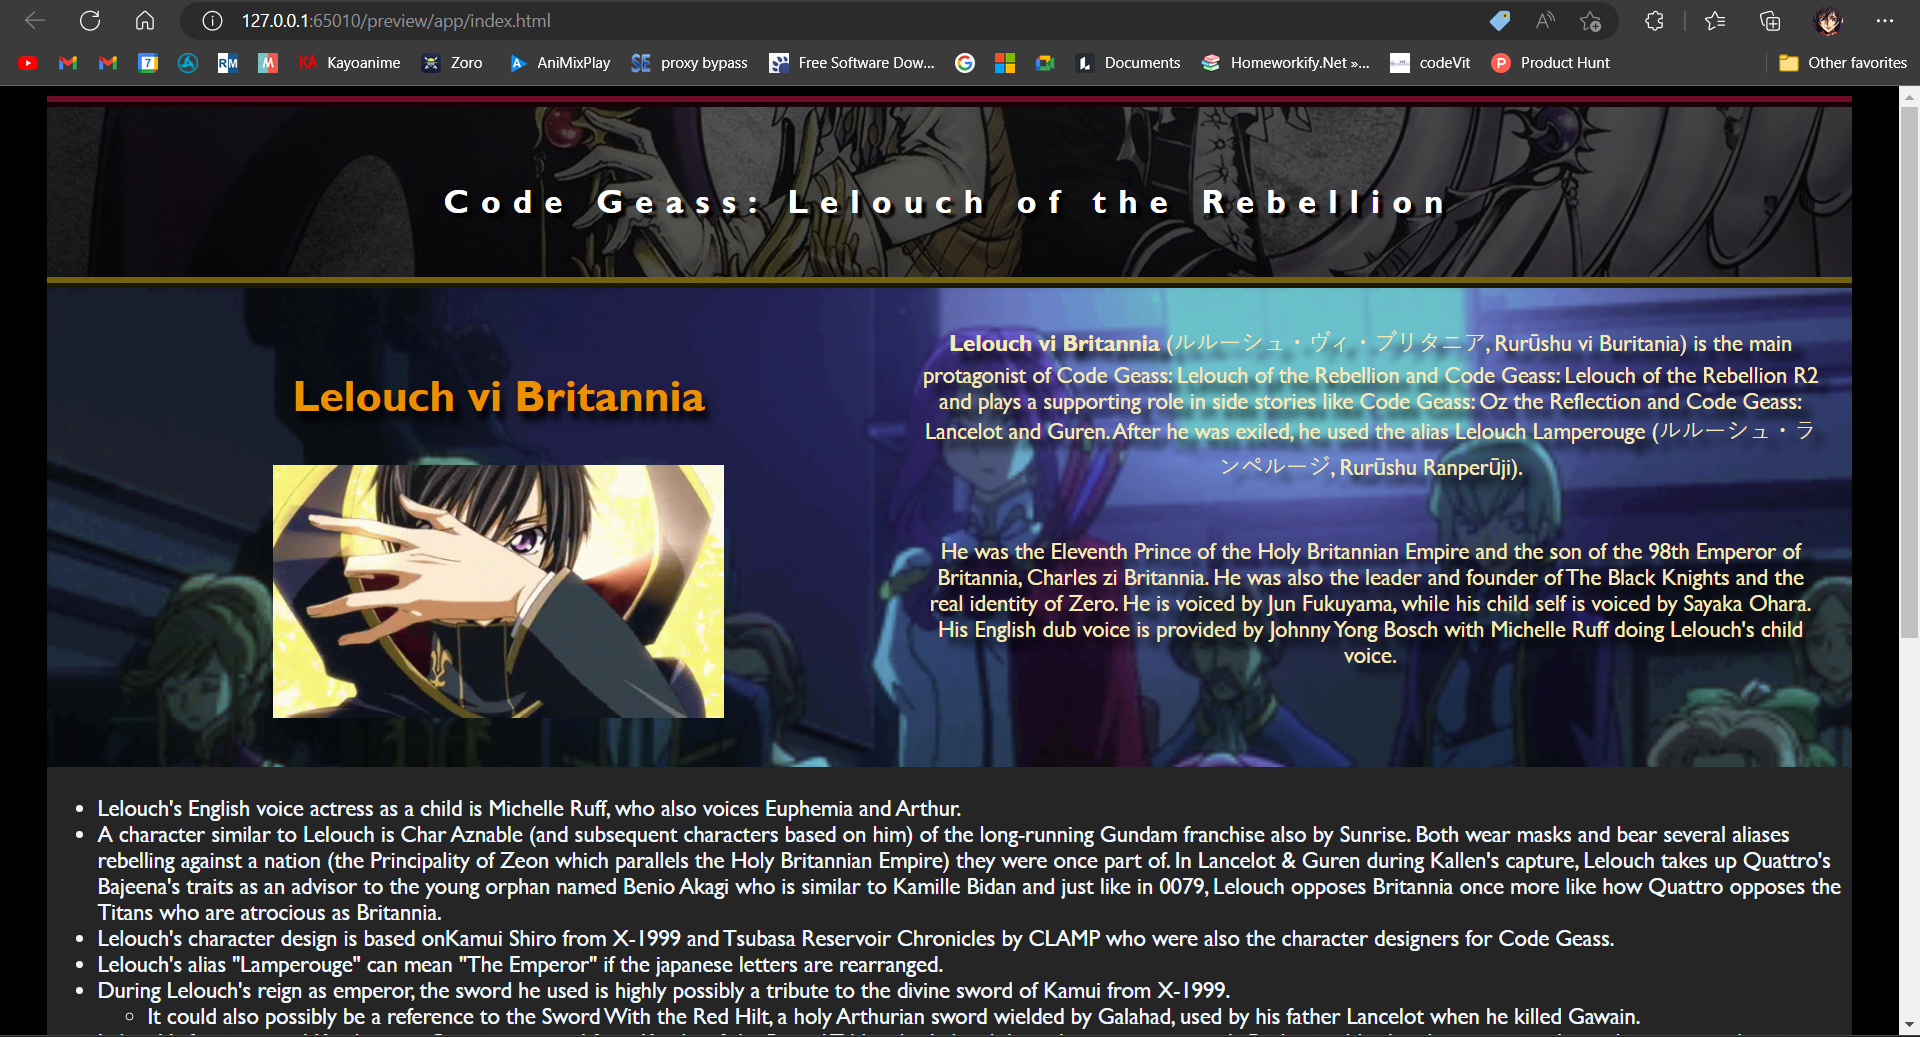 127.0.0.1:65010/preview/app/index.html
7 RM M KA Kayoanime Zoro AniMixPlay SE proxy bypass Free Software Dow... Documents Homeworkify.Net »... codeVit P Product Hunt Other favorites
Code Geass: Lelouch of the Rebellion
Lelouch vi Britannia
Lelouch vi Britannia (ルルーシュ・ヴィ・ブリタニア, Rurūshu vi Buritania) is the main
protagonist of Code Geass: Lelouch of the Rebellion and Code Geass: Lelouch of the Rebellion R2
and plays a supporting role in side stories like Code Geass: Oz the Reflection and Code Geass:
Lancelot and Guren. After he was exiled, he used the alias Lelouch Lamperouge (ルルーシュ・ラ
ンペルージ, Rurūshu Ranperūji).
He was the Eleventh Prince of the Holy Britannian Empire and the son of the 98th Emperor of
Britannia, Charles zi Britannia. He was also the leader and founder of The Black Knights and the
real identity of Zero. He is voiced by Jun Fukuyama, while his child self is voiced by Sayaka Ohara.
His English dub voice is provided by Johnny Yong Bosch with Michelle Ruff doing Lelouch's child
voice.
• Lelouch's English voice actress as a child is Michelle Ruff, who also voices Euphemia and Arthur.
• A character similar to Lelouch is Char Aznable (and subsequent characters based on him) of the long-running Gundam franchise also by Sunrise. Both wear masks and bear several aliases
rebelling against a nation (the Principality of Zeon which parallels the Holy Britannian Empire) they were once part of. In Lancelot & Guren during Kallen's capture, Lelouch takes up Quattro's
Bajeena's traits as an advisor to the young orphan named Benio Akagi who is similar to Kamille Bidan and just like in 0079, Lelouch opposes Britannia once more like how Quattro opposes the
Titans who are atrocious as Britannia.
• Lelouch's character design is based onKamui Shiro from X-1999 and Tsubasa Reservoir Chronicles by CLAMP who were also the character designers for Code Geass.
• Lelouch's alias "Lamperouge" can mean "The Emperor" if the japanese letters are rearranged.
• During Lelouch's reign as emperor, the sword he used is highly possibly a tribute to the divine sword of Kamui from X-1999.
◦ It could also possibly be a reference to the Sword With the Red Hilt, a holy Arthurian sword wielded by Galahad, used by his father Lancelot when he killed Gawain.